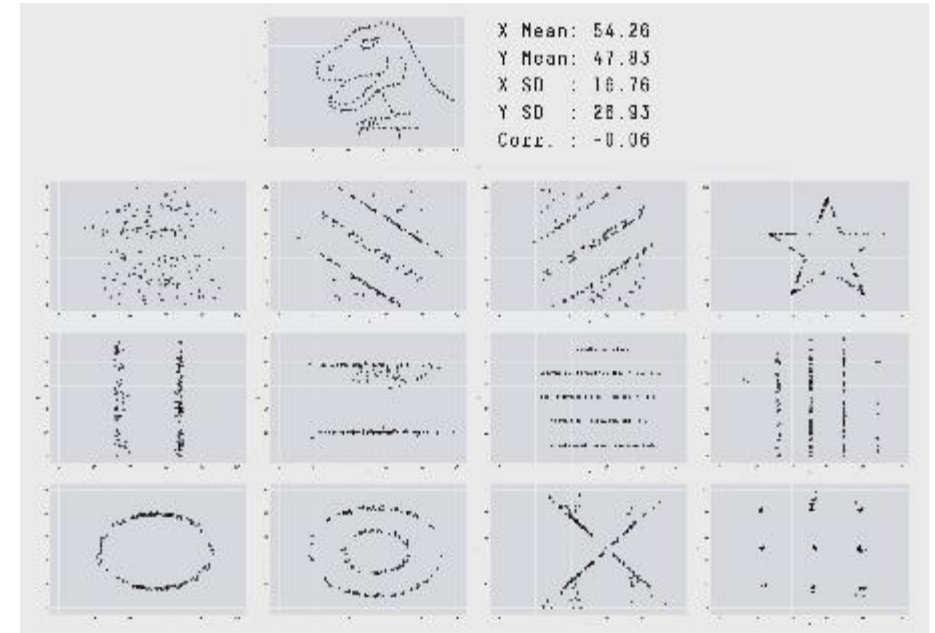 X Mean: 54.26
Y Mean: 47.83
X SD : 16.76
Y SD : 26.93
Corr. : -0.06